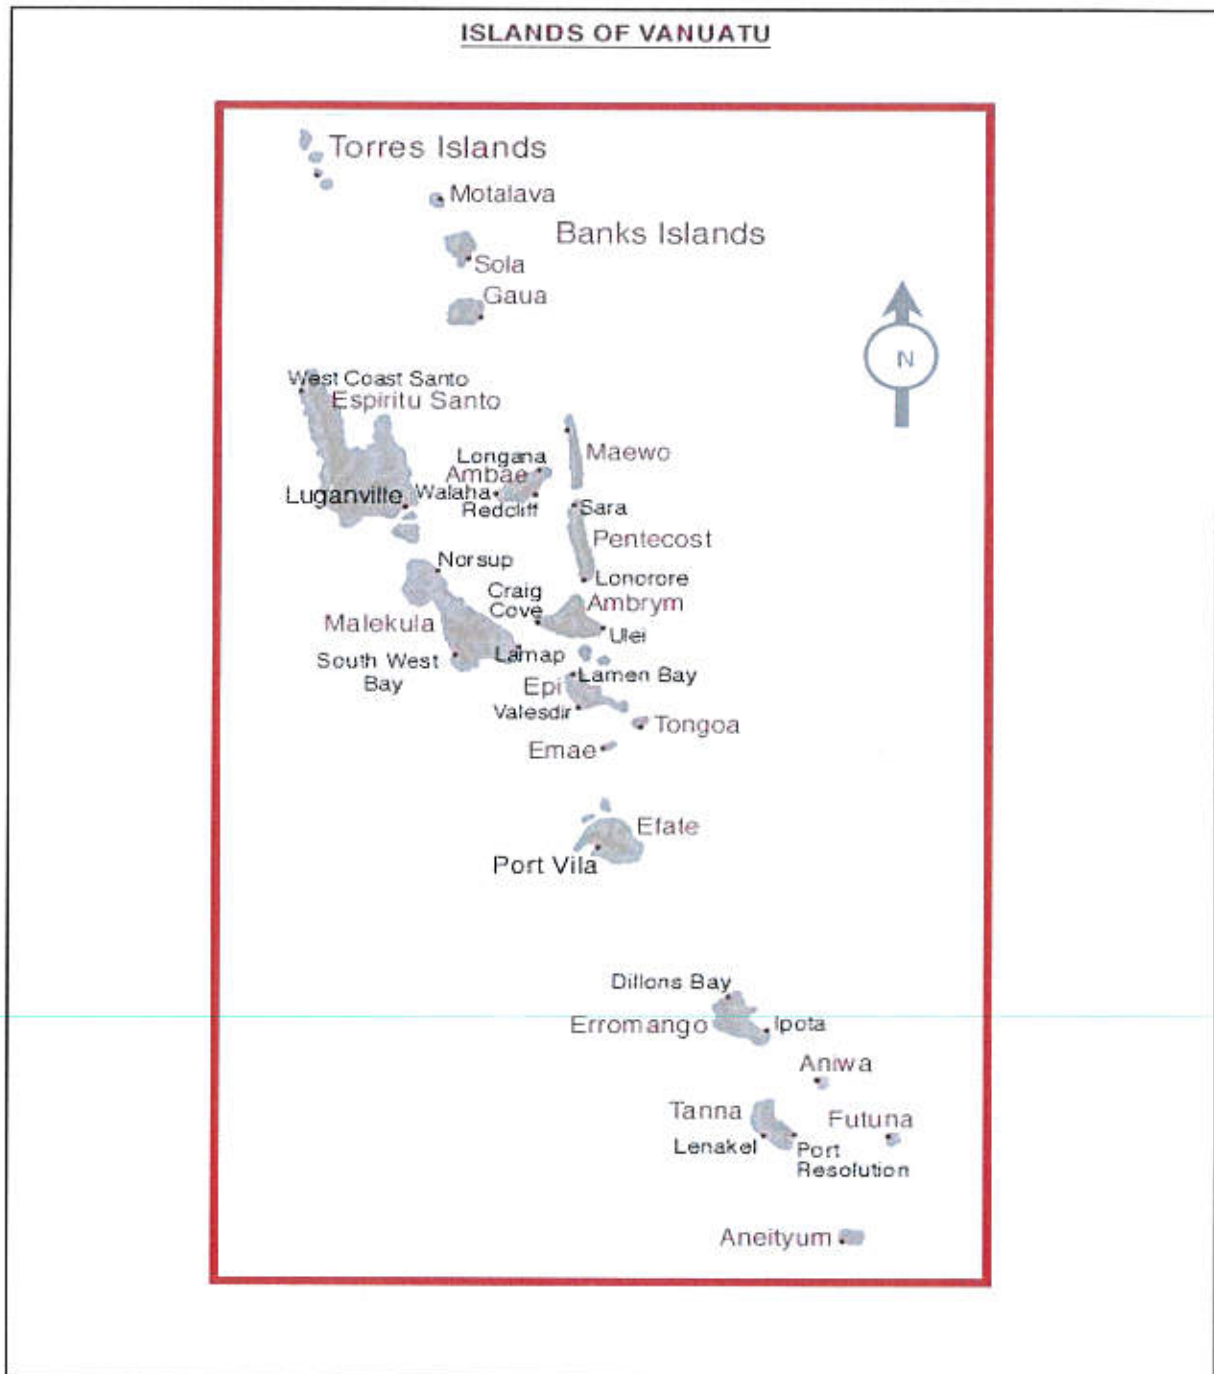 ISLANDS OF VANUATU
Torres Islands
Motalava
Banks Islands
Sola
Gaua
N
West Coast Santo
Espiritu Santo
Maewo
Longana
Ambae
Luganville
Walaha
Redcliff
Sara
Pentecost
Norsup
Lonorore
Craig
Cove
Ambrym
Malekula
Ulei
Lamap
South West
Bay
Lamen Bay
Epi
Valesdir
Tongoa
Emae
Efate
Port Vila
Dillons Bay
Erromango
Ipota
Aniwa
Tanna
Futuna
Lenakel
Port
Resolution
Aneityum